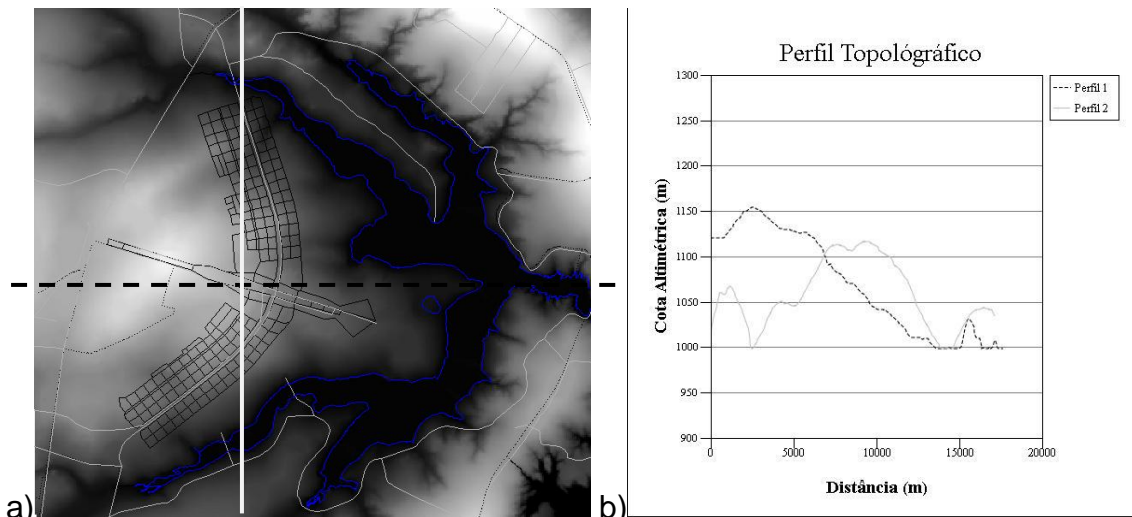 Perfil Topológráfico
1300
1250
1200
1150
1100
1050
1000
950
900
Cota Altimétrica (m)
0
5000
10000
15000
20000
Distância (m)
Perfil 1
Perfil 2
a)
b)